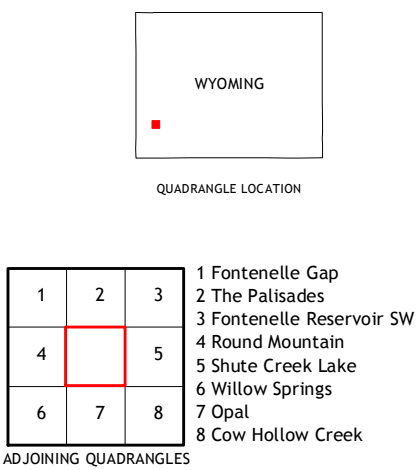 WYOMING
QUADRANGLE LOCATION
1 2 3
4 5
6 7 8
ADJOINING QUADRANGLES
1 Fontenelle Gap
2 The Palisades
3 Fontenelle Reservoir SW
4 Round Mountain
5 Shute Creek Lake
6 Willow Springs
7 Opal
8 Cow Hollow Creek